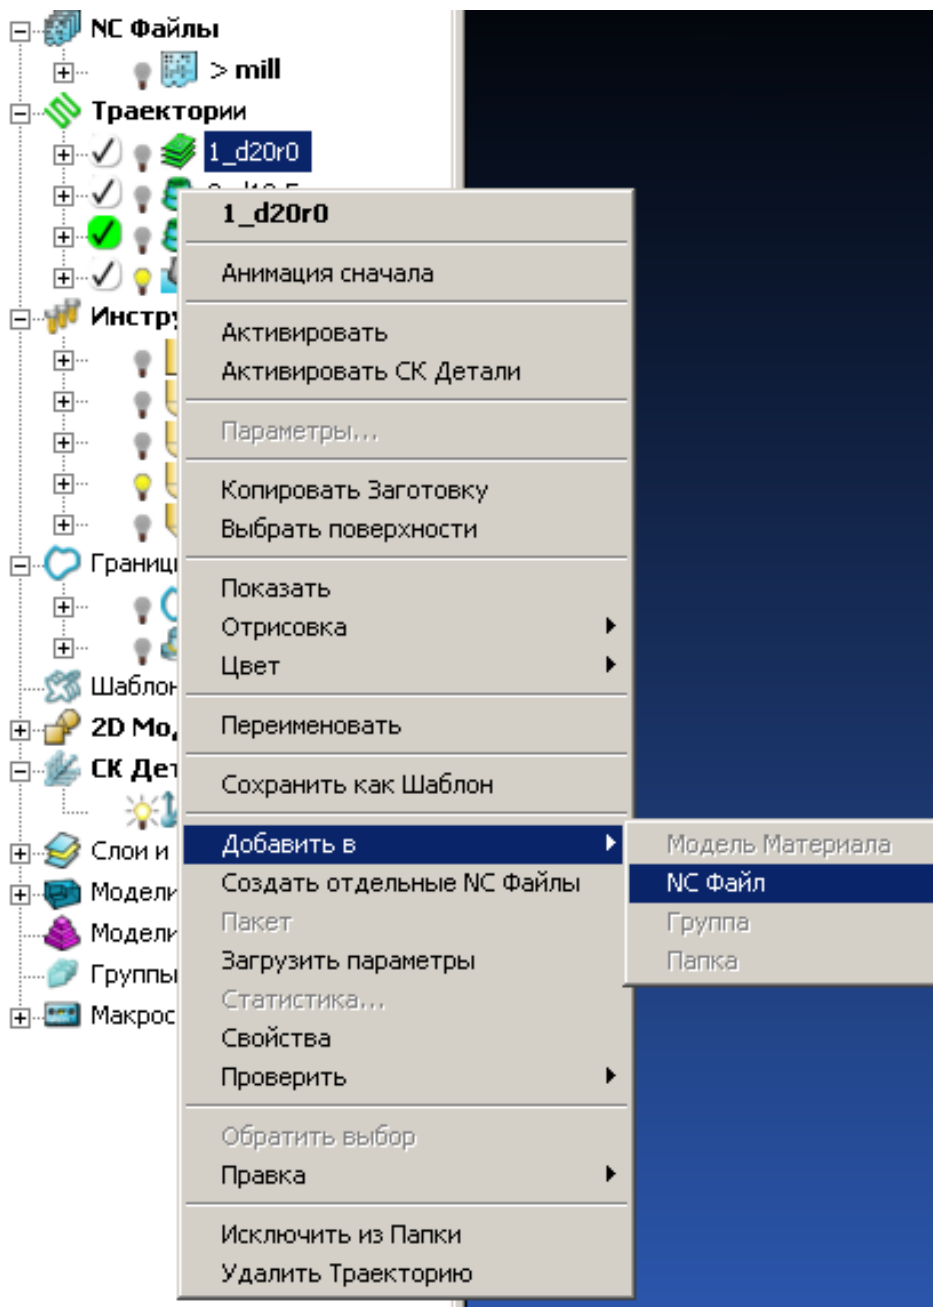 NC Файлы
> mill
Траектории
1_d20r0
1_d20r0
Анимация сначала
Активировать
Активировать СК Детали
Параметры...
Копировать Заготовку
Выбрать поверхности
Показать
Отрисовка
Цвет
Переименовать
Сохранить как Шаблон
Добавить в
Создать отдельные NC Файлы
Пакет
Загрузить параметры
Статистика...
Свойства
Проверить
Обратить выбор
Правка
Исключить из Папки
Удалить Траекторию
Модель Материала
NC Файл
Группа
Папка
Инстру
Границы
Шаблон
2D Мо
СК Дет
Слои и
Модели
Модели
Группы
Макрос